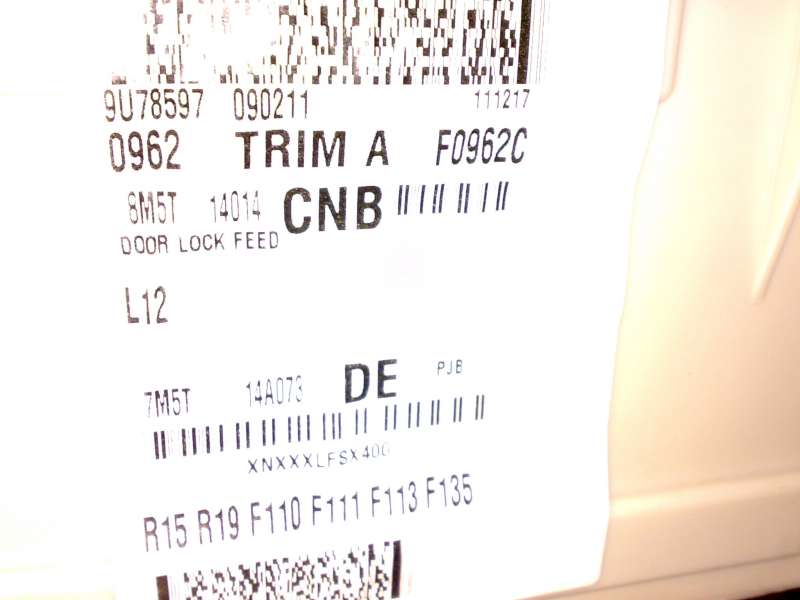 9U78597 090211 111217
0962 TRIM A F0962C
8M5T 14014 CNB
DOOR LOCK FEED
L12
7M5T 14A073 DE PJB
XNXXXLFSX400
R15 R19 F110 F111 F113 F135